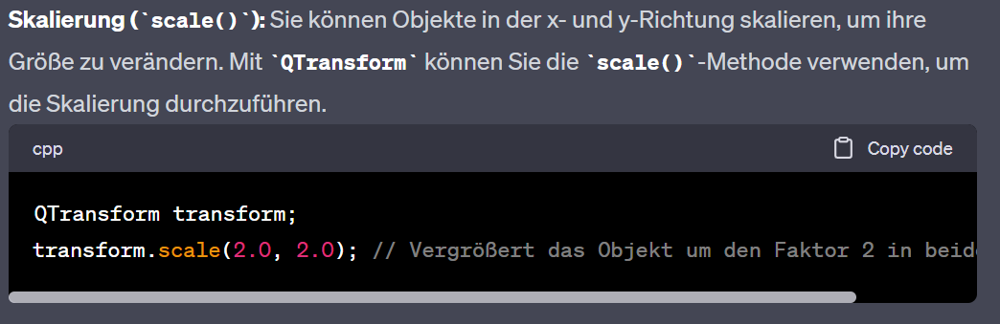 Skalierung (`scale()`): Sie können Objekte in der x- und y-Richtung skalieren, um ihre
Größe zu verändern. Mit `QTransform` können Sie die `scale()`-Methode verwenden, um
die Skalierung durchzuführen.
cpp Copy code
QTransform transform;
transform.scale(2.0, 2.0); // Vergrößert das Objekt um den Faktor 2 in